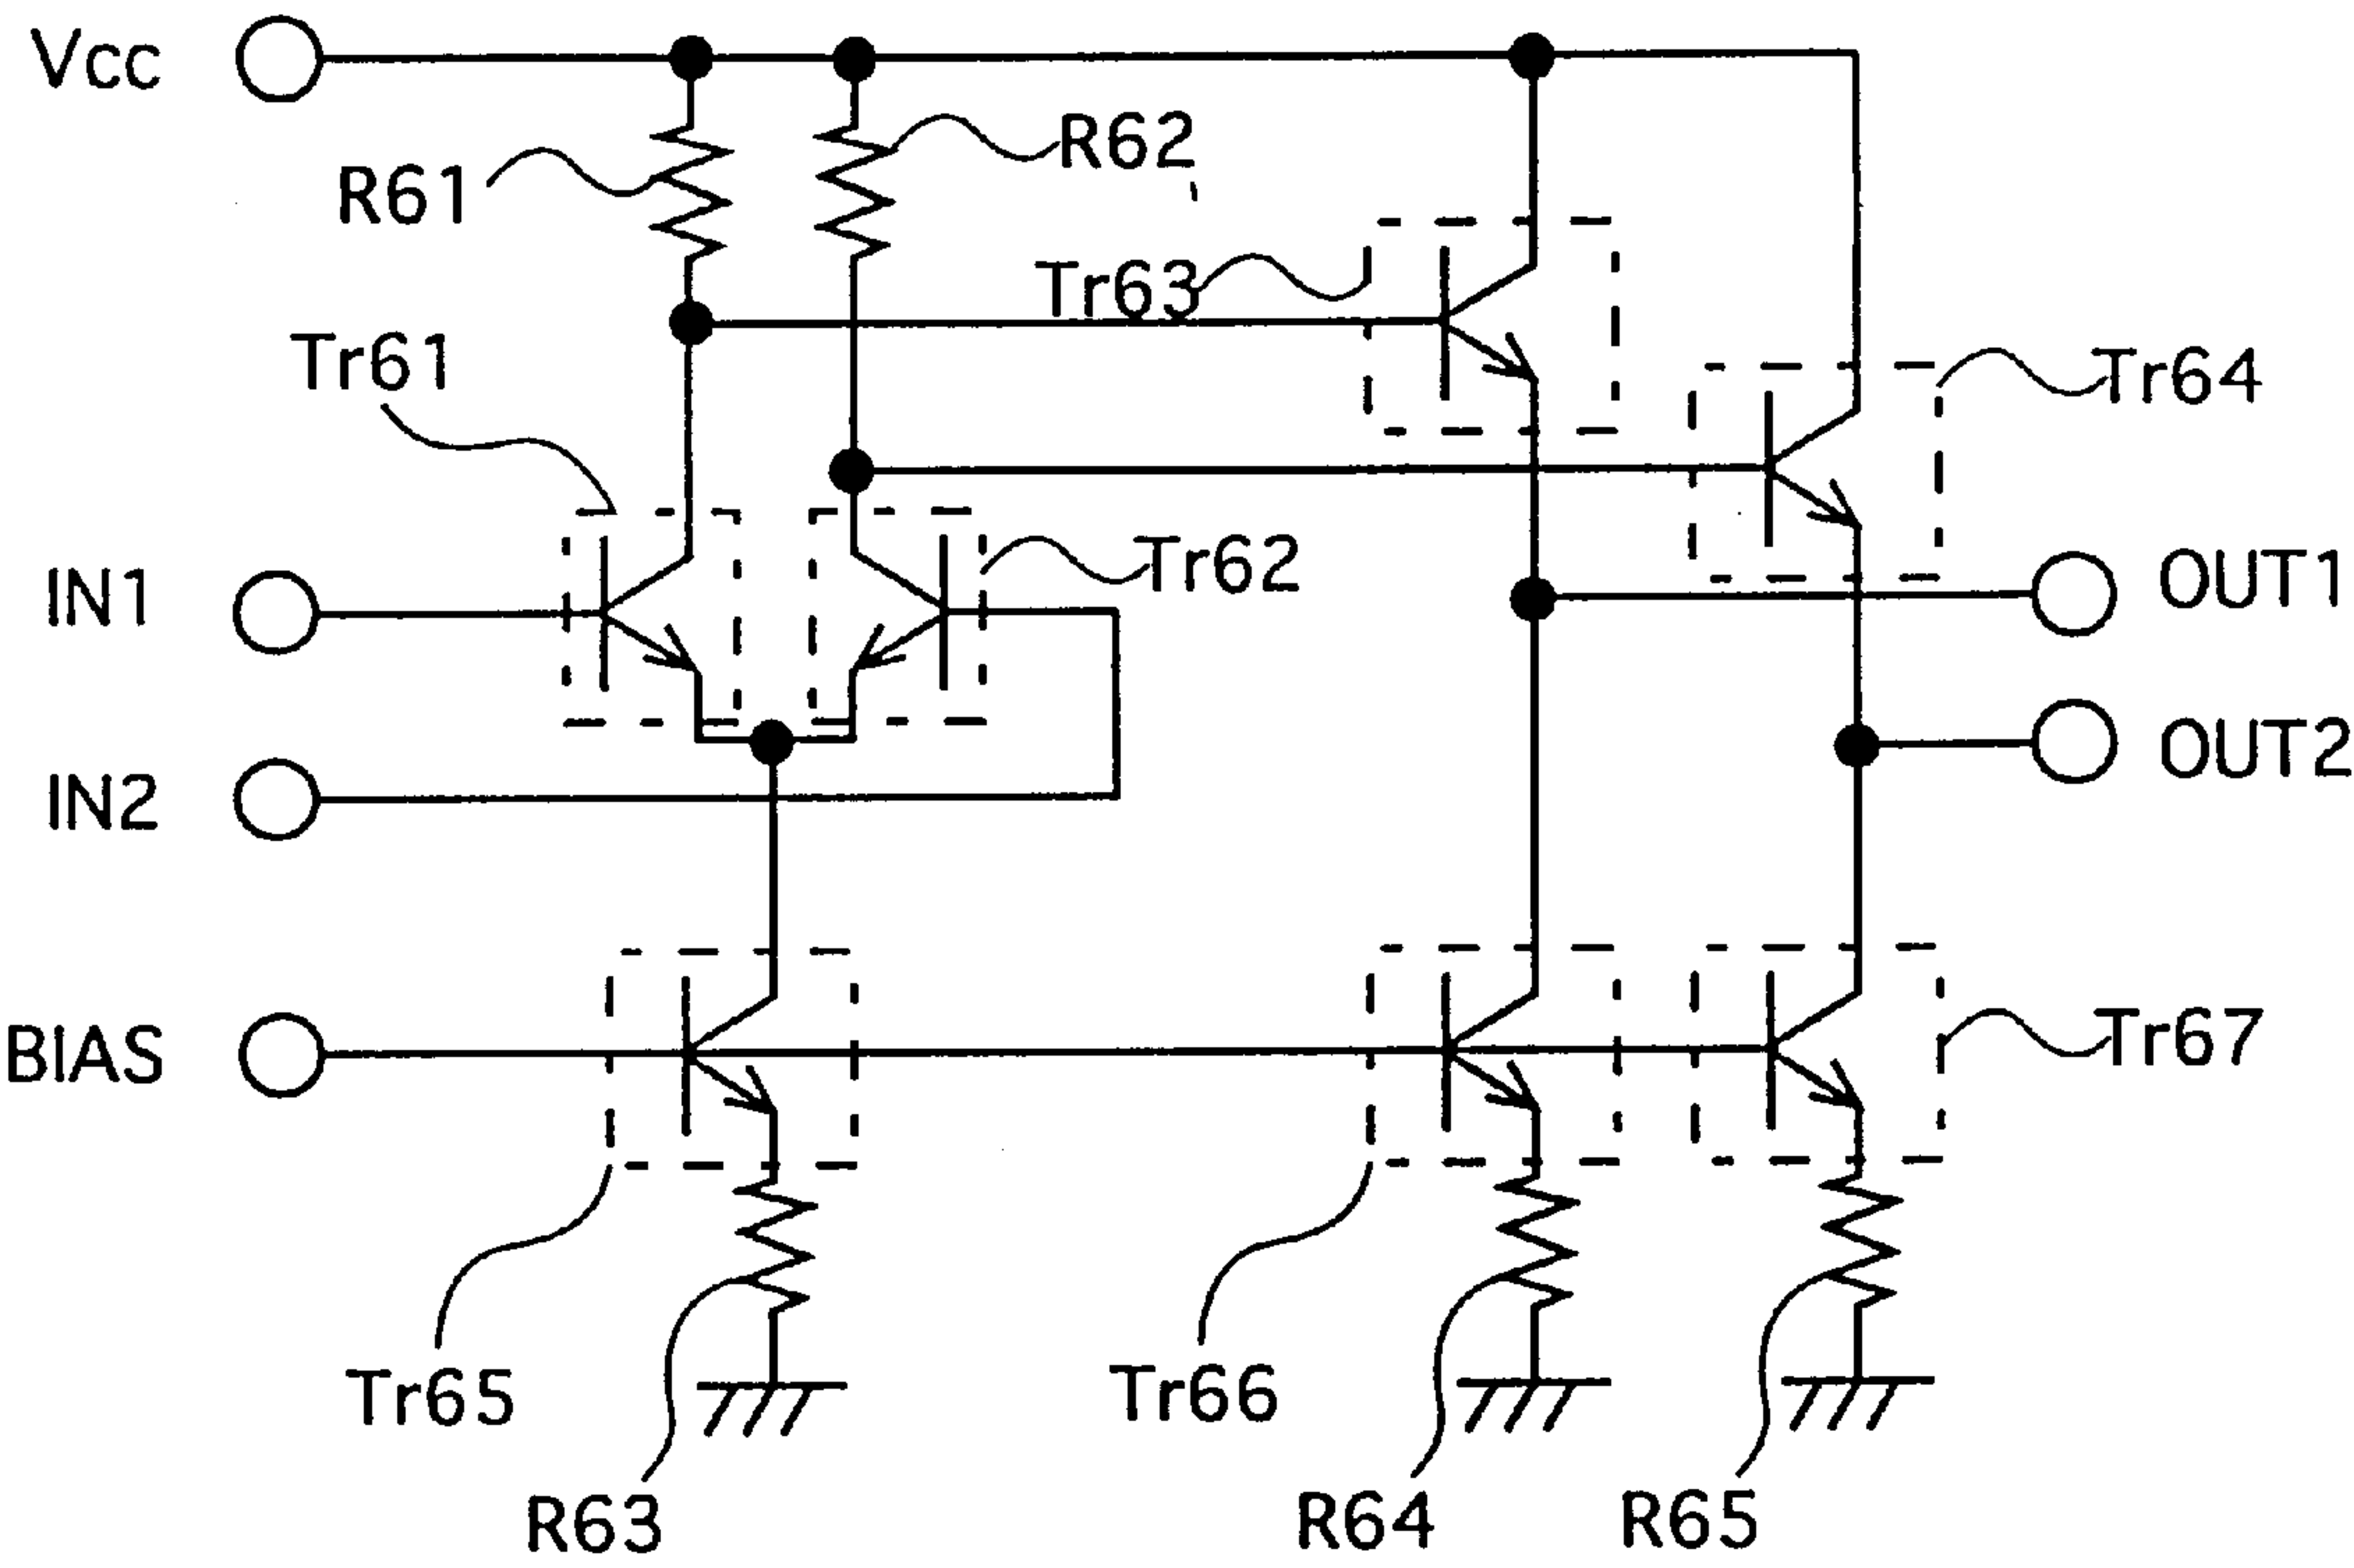 Vcc
R62
R61
Tr63
Tr61
Tr64
Tr62
IN1
OUT1
OUT2
IN2
BIAS
Tr67
Tr65
Tr66
R63
R64
R65